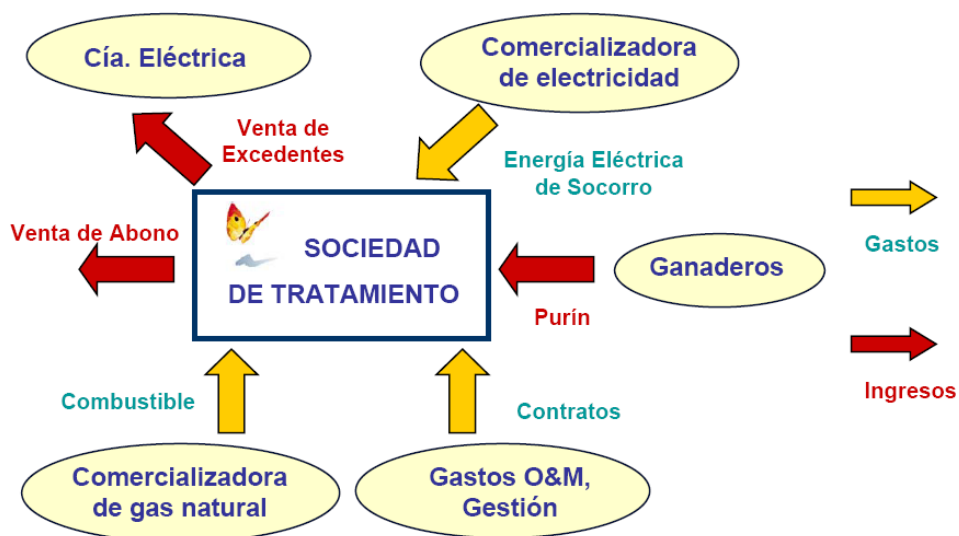 Cía. Eléctrica
Comercializadora
de electricidad
Venta de
Excedentes
Energía Eléctrica
de Socorro
Venta de Abono
SOCIEDAD
DE TRATAMIENTO
Ganaderos
Gastos
Purín
Ingresos
Combustible
Contratos
Comercializadora
de gas natural
Gastos O&M,
Gestión